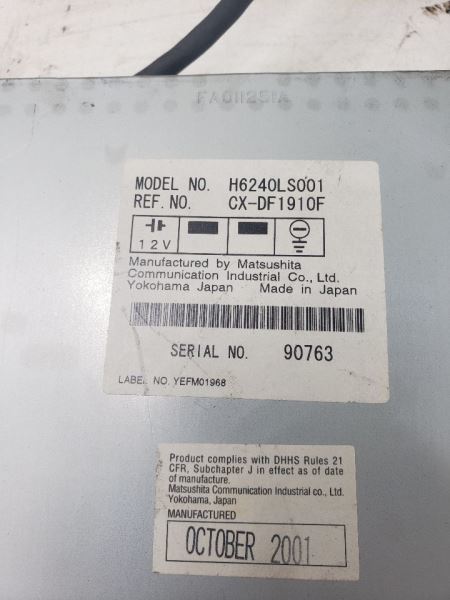 FA011251A
MODEL NO. H6240LS001
REF.NO. CX-DF1910F
12V
Manufactured by Matsushita
Communication Industrial Co., Ltd.
Yokohama Japan Made in Japan
SERIAL NO. 90763
LABEL NO. YEFM01968
Product complies with DHHS Rules 21
CFR, Subchapter J in effect as of date
of manufacture.
Matsushita Communication Industrial co., Ltd.
Yokohama, Japan
MANUFACTURED
OCTOBER 2001